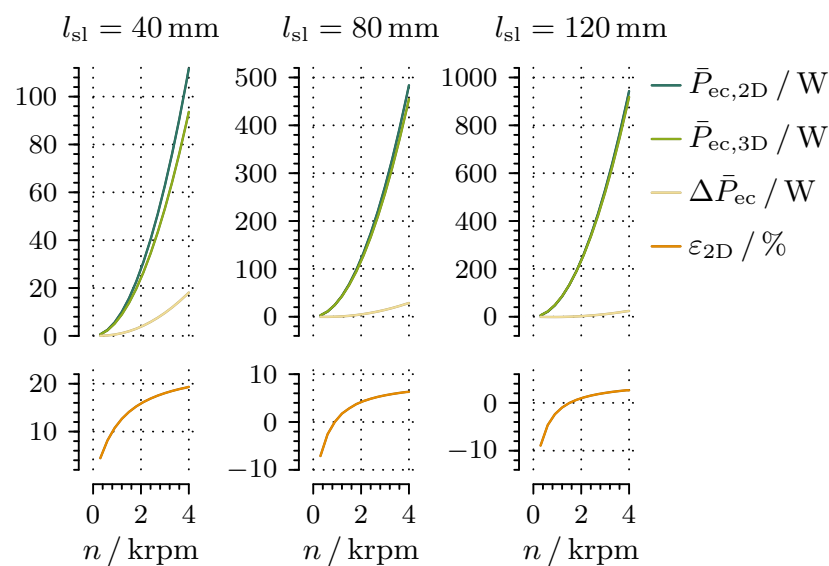 l_sl = 40 mm
l_sl = 80 mm
l_sl = 120 mm
100
80
60
40
20
0
500
400
300
200
100
0
1000
800
600
400
200
0
P̄_ec,2D / W
P̄_ec,3D / W
ΔP̄_ec / W
ε_2D / %
20
10
10
0
−10
0
−10
0 2 4
0 2 4
0 2 4
n / krpm
n / krpm
n / krpm